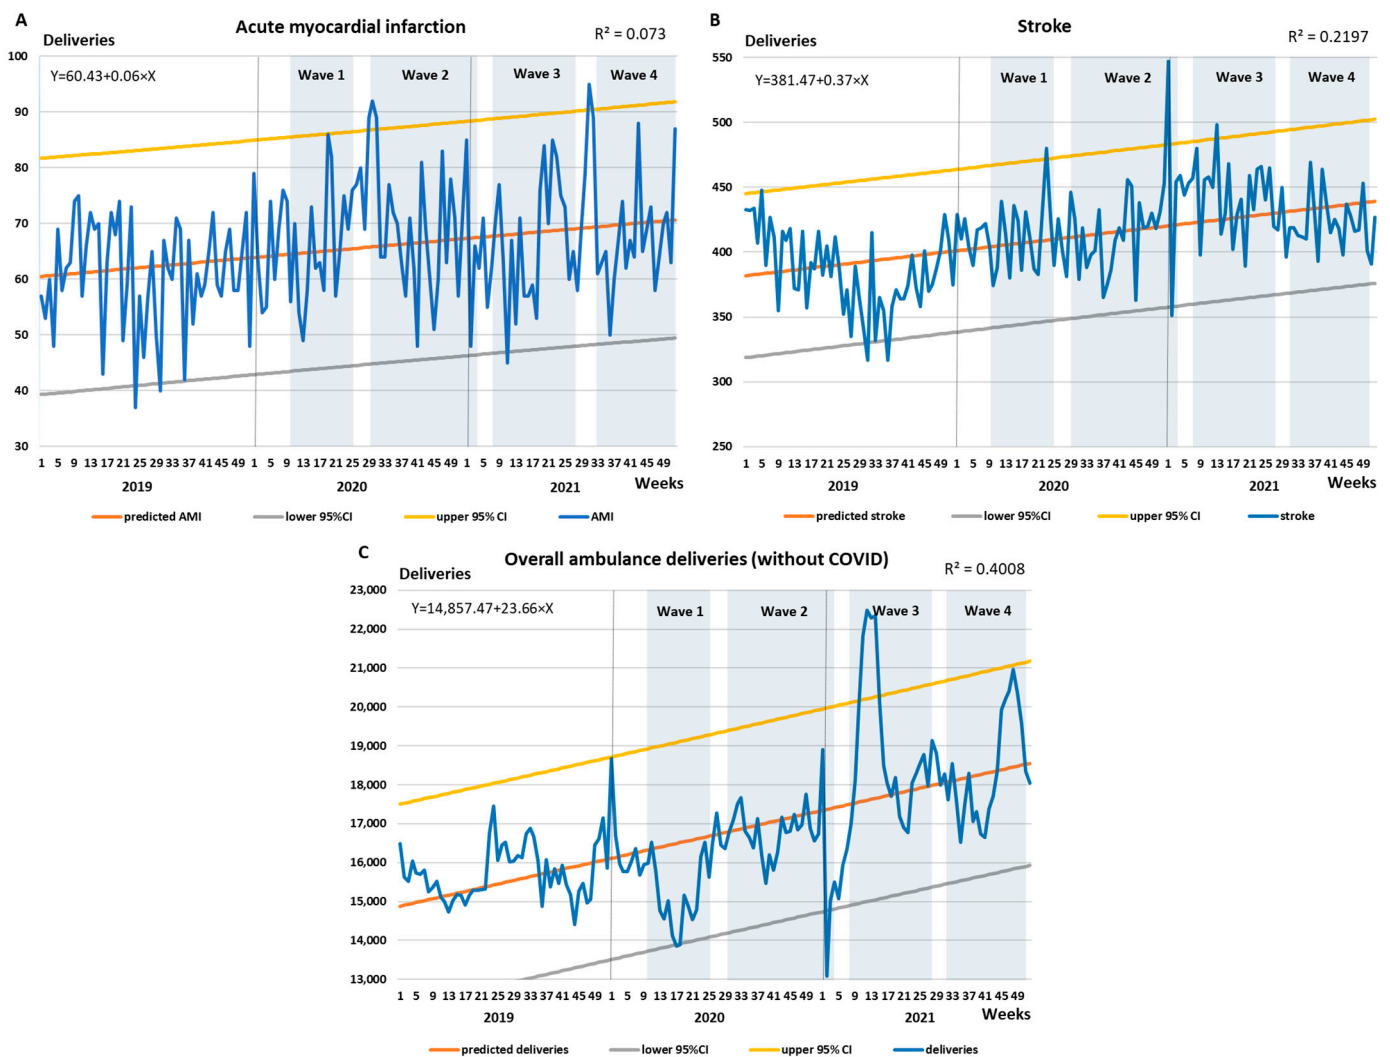 A
Acute myocardial infarction
Deliveries
R² = 0.073
Y=60.43+0.06×X
Wave 1
Wave 2
Wave 3
Wave 4
100
90
80
70
60
50
40
30
1 5 9 13 17 21 25 29 33 37 41 45 49 1 5 9 13 17 21 25 29 33 37 41 45 49 1 5 9 13 17 21 25 29 33 37 41 45 49
2019 2020 2021 Weeks
predicted AMI lower 95%CI upper 95% CI AMI
B
Stroke
Deliveries
R² = 0.2197
Y=381.47+0.37×X
Wave 1
Wave 2
Wave 3
Wave 4
550
500
450
400
350
300
250
1 5 9 13 17 21 25 29 33 37 41 45 49 1 5 9 13 17 21 25 29 33 37 41 45 49 1 5 9 13 17 21 25 29 33 37 41 45 49
2019 2020 2021 Weeks
predicted stroke lower 95%CI upper 95% CI stroke
C
Overall ambulance deliveries (without COVID)
Deliveries
R² = 0.4008
Y=14,857.47+23.66×X
Wave 1
Wave 2
Wave 3
Wave 4
23,000
22,000
21,000
20,000
19,000
18,000
17,000
16,000
15,000
14,000
13,000
1 5 9 13 17 21 25 29 33 37 41 45 49 1 5 9 13 17 21 25 29 33 37 41 45 49 1 5 9 13 17 21 25 29 33 37 41 45 49
2019 2020 2021 Weeks
predicted deliveries lower 95%CI upper 95% CI deliveries